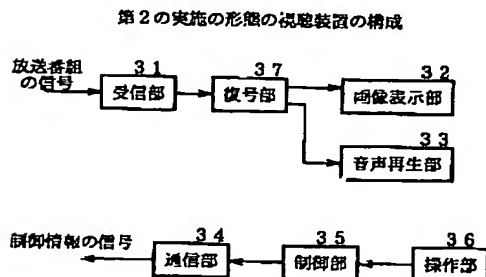 第２の実施の形態の視聴装置の構成
放送番組
の信号
３１
受信部
３７
復号部
３２
画像表示部
３３
音声再生部
制御情報の信号
３４
通信部
３５
制御部
３６
操作部